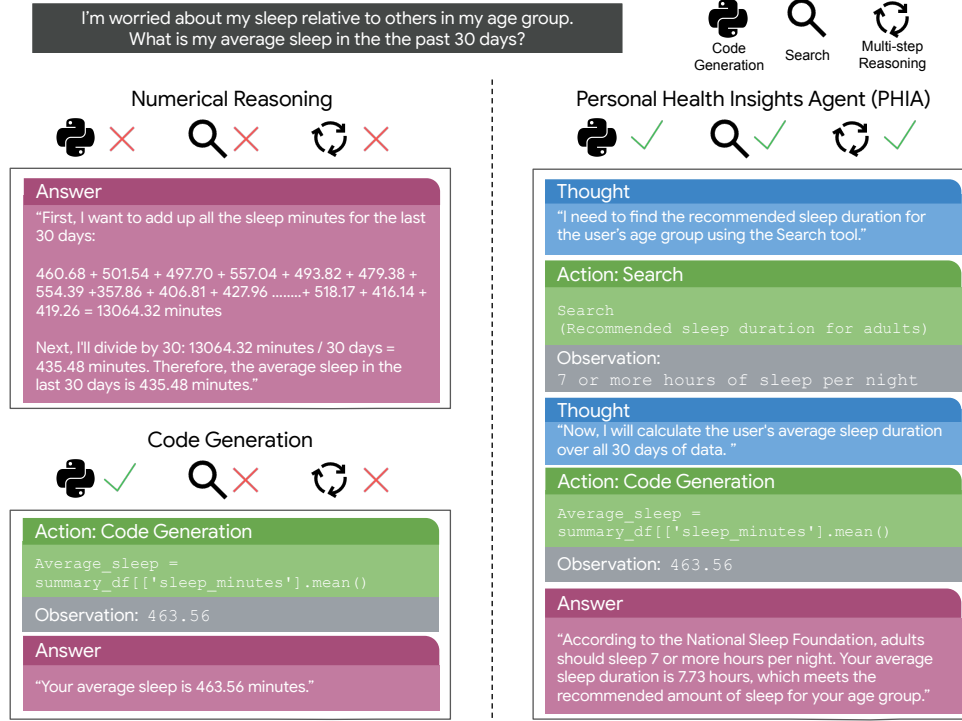 I'm worried about my sleep relative to others in my age group.
What is my average sleep in the the past 30 days?
Code
Generation
Search
Multi-step
Reasoning
Numerical Reasoning
Answer
“First, I want to add up all the sleep minutes for the last
30 days:
460.68 + 501.54 + 497.70 + 557.04 + 493.82 + 479.38 +
554.39 +357.86 + 406.81 + 427.96 ........+ 518.17 + 416.14 +
419.26 = 13064.32 minutes
Next, I'll divide by 30: 13064.32 minutes / 30 days =
435.48 minutes. Therefore, the average sleep in the
last 30 days is 435.48 minutes.”
Code Generation
Action: Code Generation
Average_sleep =
summary_df[['sleep_minutes'].mean()
Observation: 463.56
Answer
“Your average sleep is 463.56 minutes.”
Personal Health Insights Agent (PHIA)
Thought
“I need to find the recommended sleep duration for
the user's age group using the Search tool.”
Action: Search
Search
(Recommended sleep duration for adults)
Observation:
7 or more hours of sleep per night
Thought
“Now, I will calculate the user's average sleep duration
over all 30 days of data. ”
Action: Code Generation
Average_sleep =
summary_df[['sleep_minutes'].mean()
Observation: 463.56
Answer
“According to the National Sleep Foundation, adults
should sleep 7 or more hours per night. Your average
sleep duration is 7.73 hours, which meets the
recommended amount of sleep for your age group.”